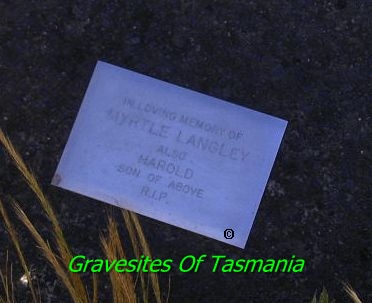 IN LOVING MEMORY OF
MYRTLE LANGLEY
ALSO
HAROLD
SON OF ABOVE
R.I.P.
©
Gravesites Of Tasmania